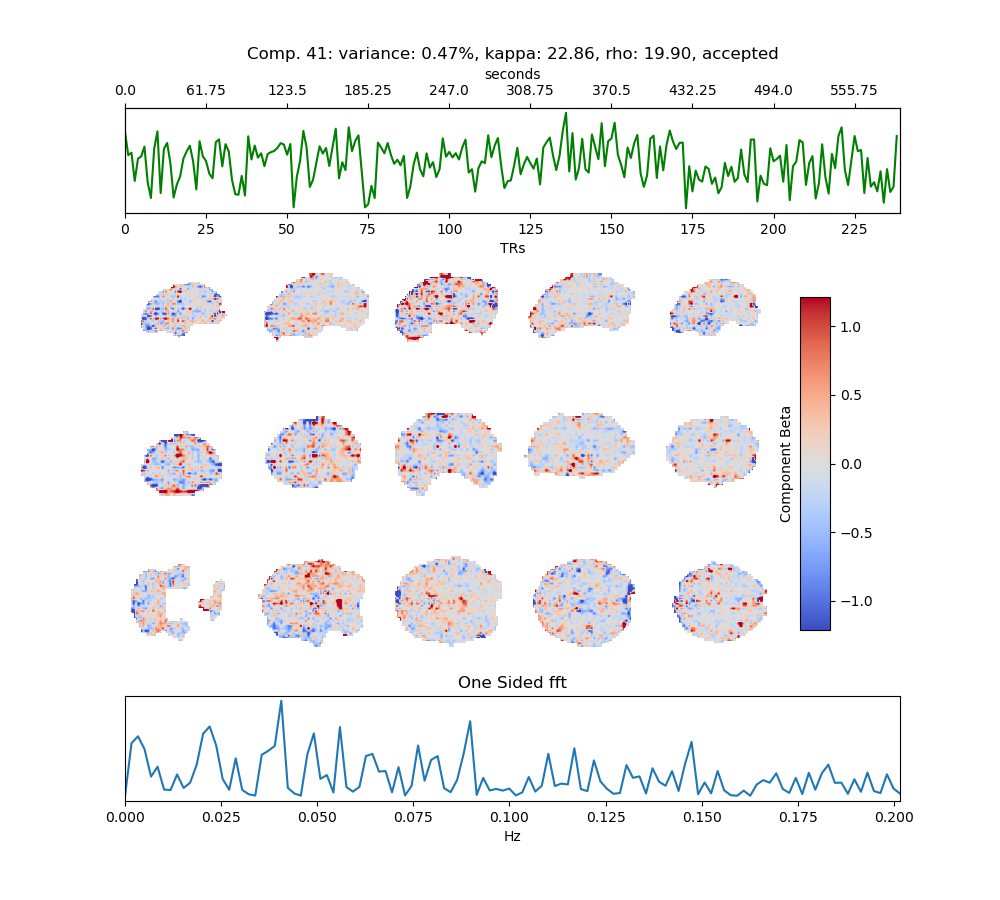 Comp. 41: variance: 0.47%, kappa: 22.86, rho: 19.90, accepted
seconds
0.0 61.75 123.5 185.25 247.0 308.75 370.5 432.25 494.0 555.75
0 25 50 75 100 125 150 175 200 225
TRs
1.0
0.5
0.0
−0.5
−1.0
Component Beta
One Sided fft
0.000 0.025 0.050 0.075 0.100 0.125 0.150 0.175 0.200
Hz